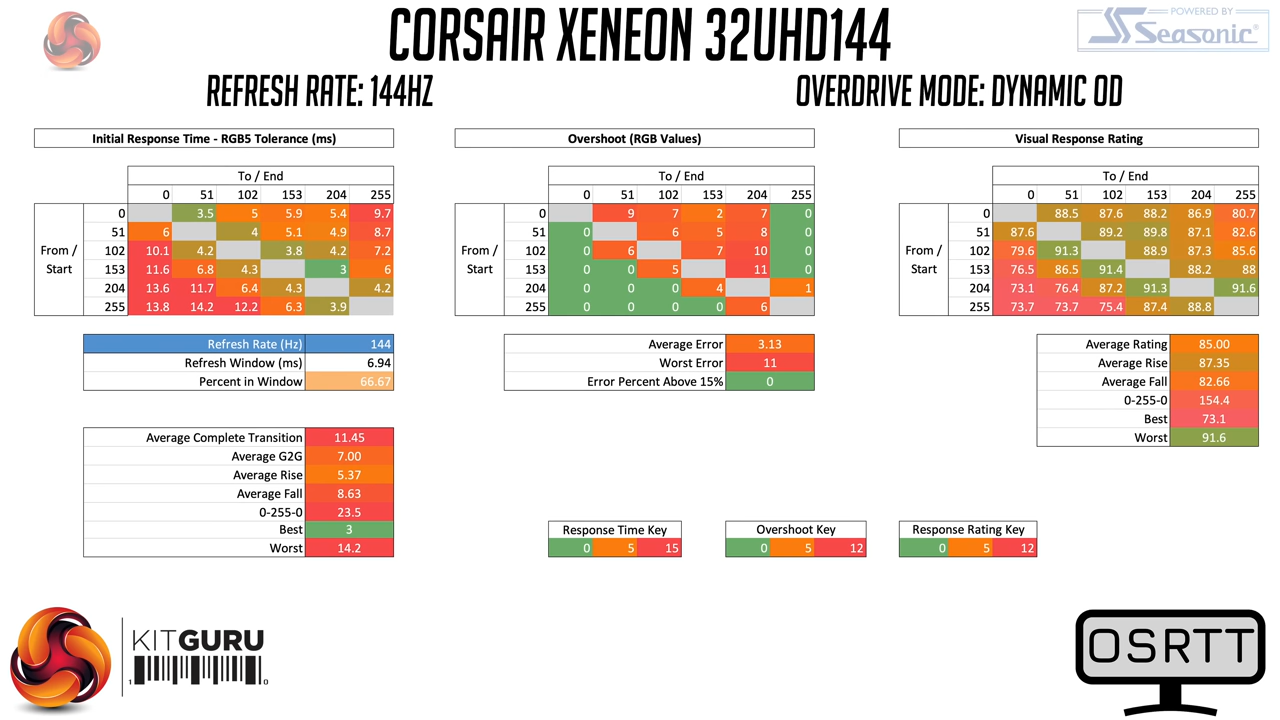 CORSAIR XENEON 32UHD144
POWERED BY
Seasonic®
REFRESH RATE: 144HZ
OVERDRIVE MODE: DYNAMIC OD
Initial Response Time - RGB5 Tolerance (ms)
To / End
0 51 102 153 204 255
From / Start
0 3.5 5 5.9 5.4 9.7
51 6 4 5.1 4.9 8.7
102 10.1 4.2 3.8 4.2 7.2
153 11.6 6.8 4.3 3 6
204 13.6 11.7 6.4 4.3 4.2
255 13.8 14.2 12.2 6.3 3.9
Refresh Rate (Hz) 144
Refresh Window (ms) 6.94
Percent in Window 66.67
Average Complete Transition 11.45
Average G2G 7.00
Average Rise 5.37
Average Fall 8.63
0-255-0 23.5
Best 3
Worst 14.2
Overshoot (RGB Values)
To / End
0 51 102 153 204 255
From / Start
0 9 7 2 7 0
51 0 6 5 8 0
102 0 6 7 10 0
153 0 0 5 11 0
204 0 0 0 4 1
255 0 0 0 0 6
Average Error 3.13
Worst Error 11
Error Percent Above 15% 0
Visual Response Rating
To / End
0 51 102 153 204 255
From / Start
0 88.5 87.6 88.2 86.9 80.7
51 87.6 89.2 89.8 87.1 82.6
102 79.6 91.3 88.9 87.3 85.6
153 76.5 86.5 91.4 88.2 88
204 73.1 76.4 87.2 91.3 91.6
255 73.7 73.7 75.4 87.4 88.8
Average Rating 85.00
Average Rise 87.35
Average Fall 82.66
0-255-0 154.4
Best 73.1
Worst 91.6
Response Time Key
0 5 15
Overshoot Key
0 5 12
Response Rating Key
0 5 12
KITGURU
1 0
OSRTT